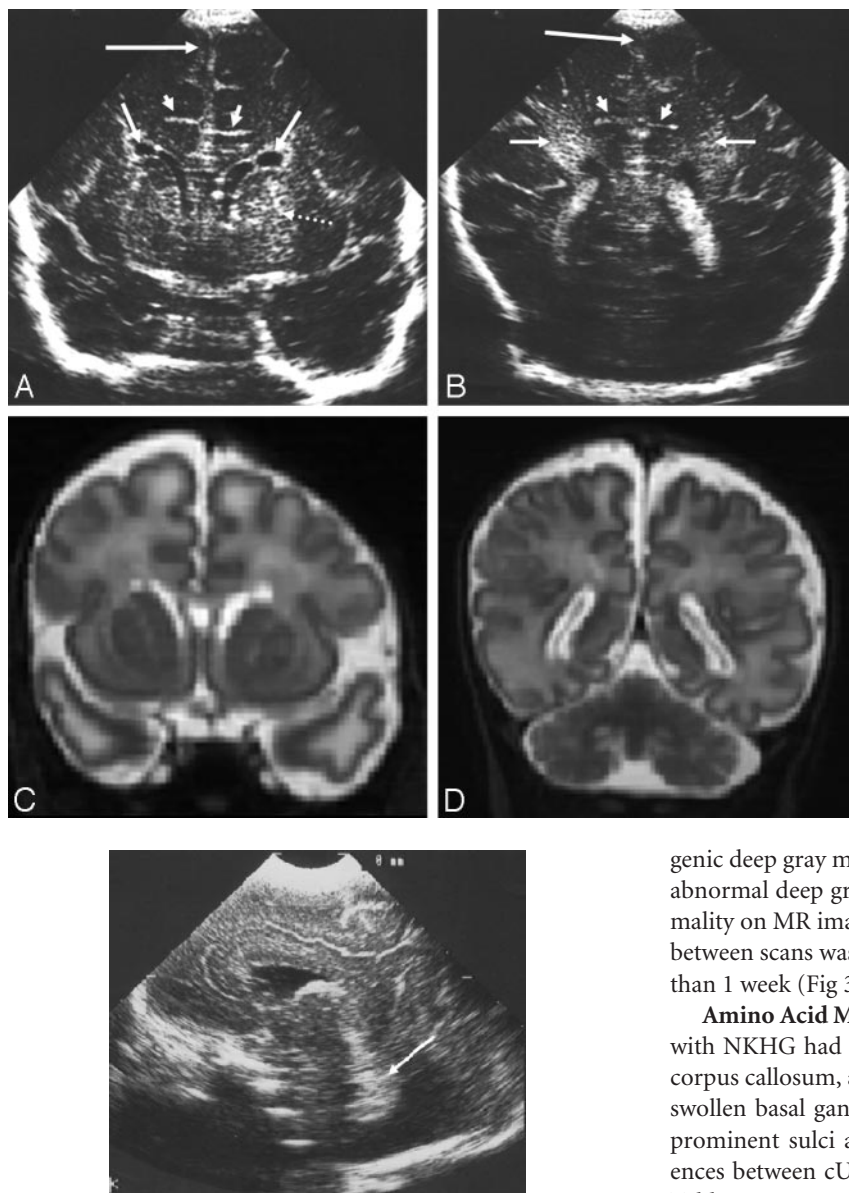 A
B
C
D
0 mm
genic deep gray m
abnormal deep gr
mality on MR ima
between scans was
than 1 week (Fig 3
Amino Acid M
with NKHG had
corpus callosum, a
swollen basal gan
prominent sulci a
ences between cU